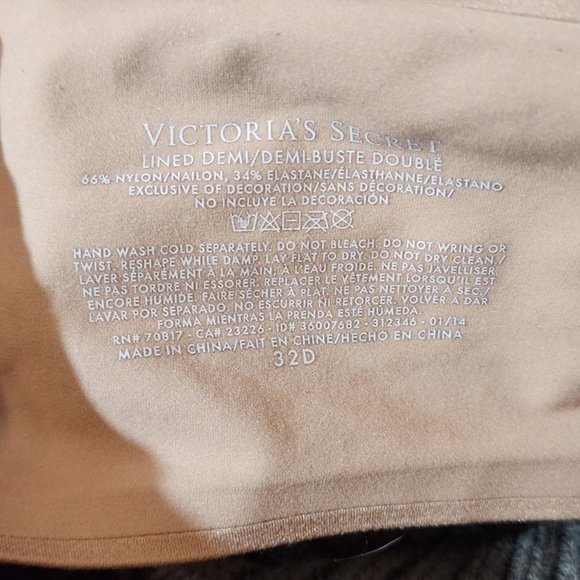 VICTORIA'S SECRET
LINED DEMI/DEMI-BUSTE DOUBLÉ
66% NYLON/NAILON, 34% ELASTANE/ÉLASTHANNE/ELASTANO
EXCLUSIVE OF DECORATION/SANS DÉCORATION/
NO INCLUYE LA DECORACIÓN
HAND WASH COLD SEPARATELY. DO NOT BLEACH. DO NOT WRING OR
TWIST. RESHAPE WHILE DAMP. LAY FLAT TO DRY. DO NOT DRY CLEAN/
LAVER SÉPARÉMENT À LA MAIN, À L'EAU FROIDE. NE PAS JAVELLISER.
NE PAS TORDRE NI ESSORER. REPLACER LE VÊTEMENT LORSQU'IL EST
ENCORE HUMIDE. FAIRE SÉCHER À PLAT. NE PAS NETTOYER À SEC/
LAVAR POR SEPARADO, NO ESCURRIR NI RETORCER. VOLVER A DAR
FORMA MIENTRAS LA PRENDA ESTÉ HÚMEDA.
RN# 70817 - CA# 23226 - ID# 36007682 - 312346 - 01/14
MADE IN CHINA/FAIT EN CHINE/HECHO EN CHINA
32D